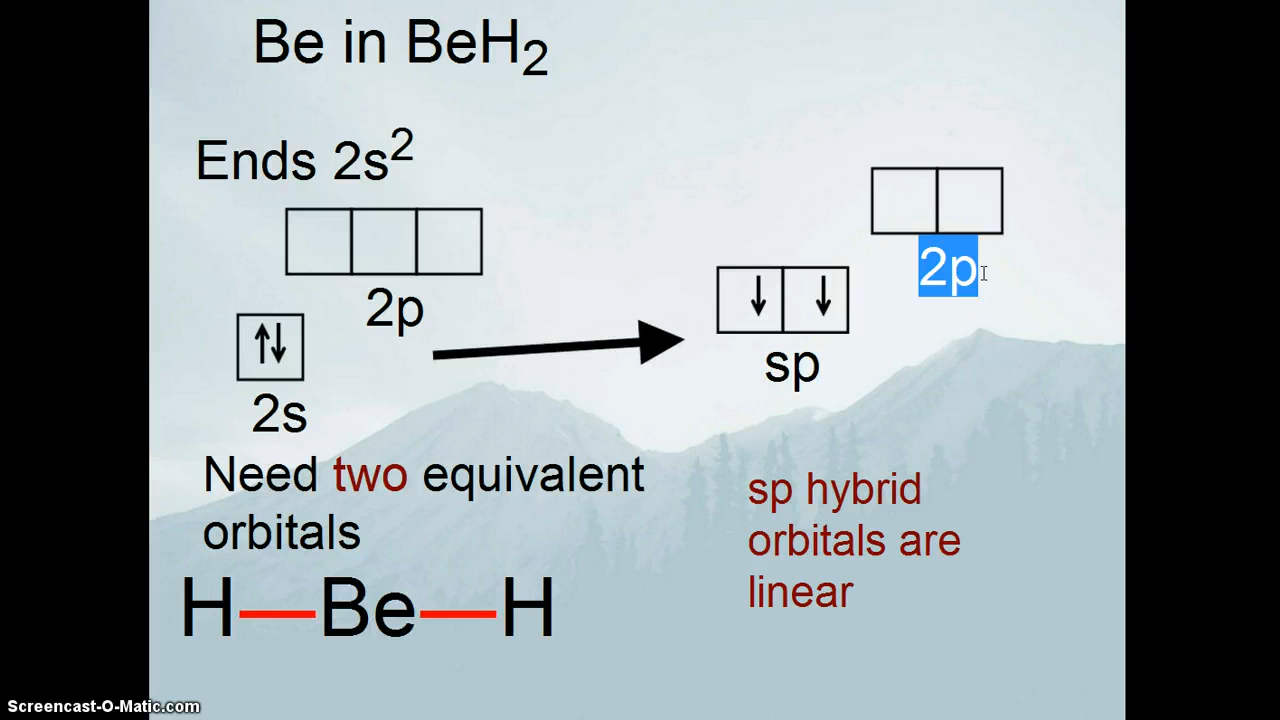 Be in BeH₂
Ends 2s²
2p
2s
2p
sp
Need two equivalent
orbitals
H—Be—H
sp hybrid
orbitals are
linear
Screencast-O-Matic.com